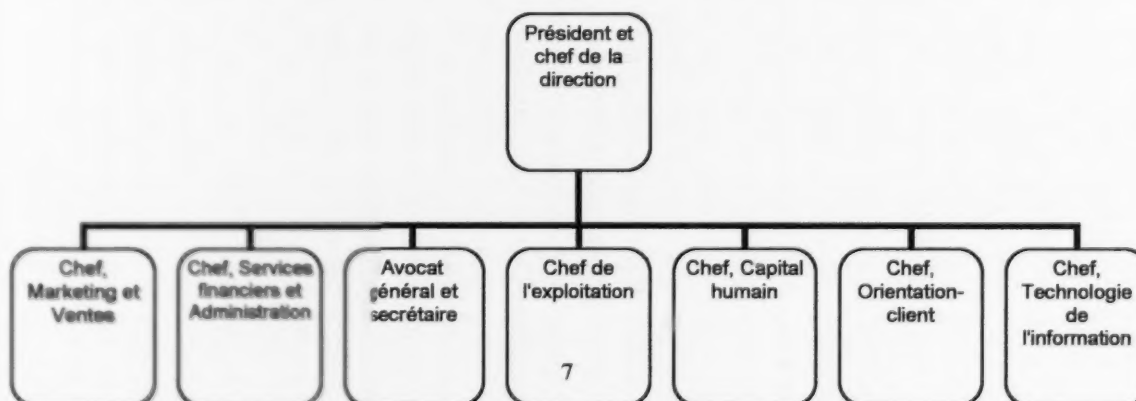 Président et
chef de la
direction
Chef,
Marketing et
Ventes
Chef, Services
financiers et
Administration
Avocat
général et
secrétaire
Chef de
l'exploitation
Chef, Capital
humain
Chef,
Orientation-
client
Chef,
Technologie
de
l'information
7